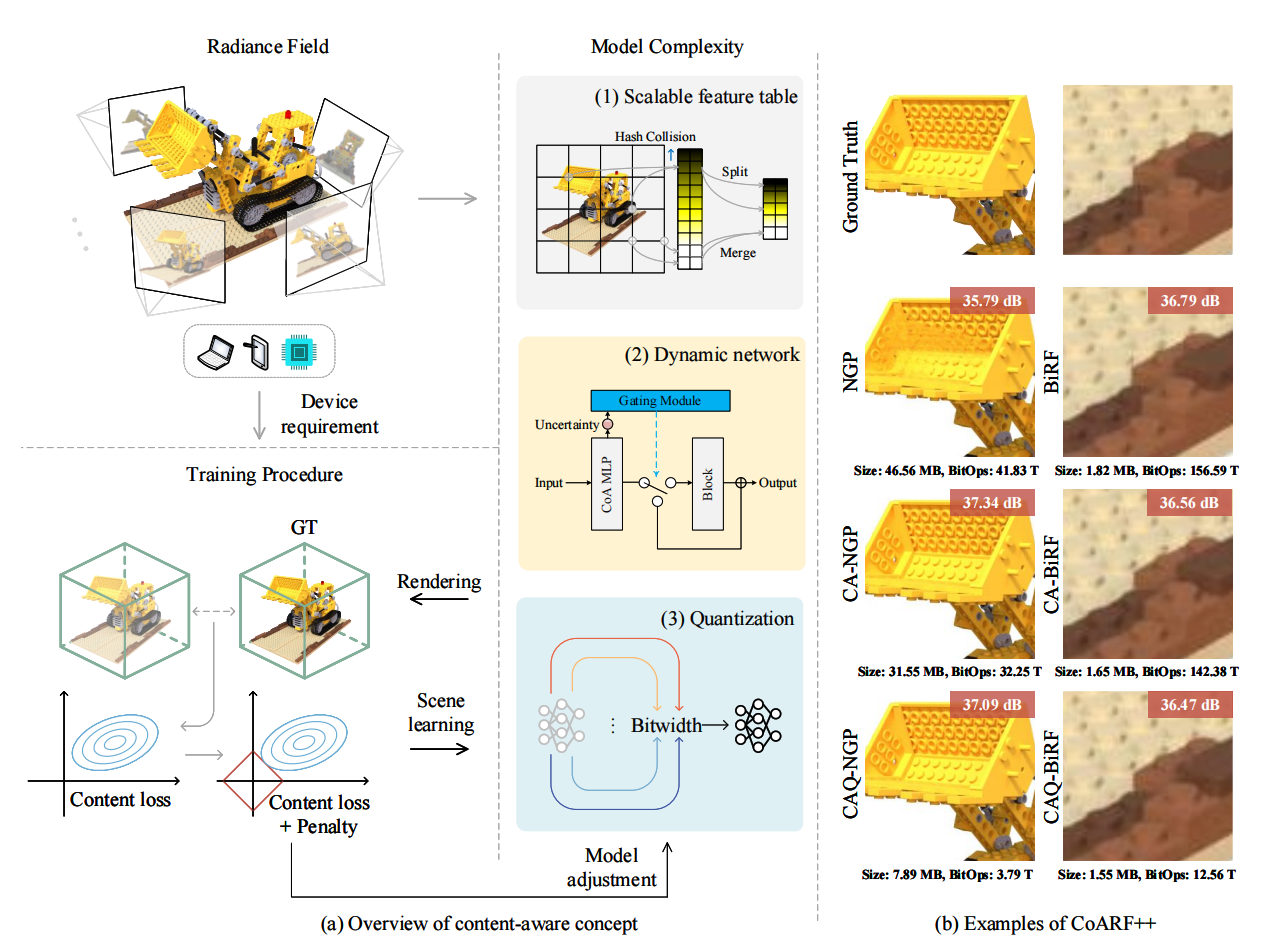 Radiance Field
Device
requirement
Training Procedure
GT
Rendering
Scene
learning
Content loss
Content loss
+ Penalty
Model
adjustment
Model Complexity
(1) Scalable feature table
Hash Collision
Split
Merge
(2) Dynamic network
Gating Module
Uncertainty
Input
CoA MLP
Block
Output
(3) Quantization
Bitwidth
(a) Overview of content-aware concept
Ground Truth
NGP
35.79 dB
BiRF
36.79 dB
Size: 46.56 MB, BitOps: 41.83 T
Size: 1.82 MB, BitOps: 156.59 T
CA-NGP
37.34 dB
CA-BiRF
36.56 dB
Size: 31.55 MB, BitOps: 32.25 T
Size: 1.65 MB, BitOps: 142.38 T
CAQ-NGP
37.09 dB
CAQ-BiRF
36.47 dB
Size: 7.89 MB, BitOps: 3.79 T
Size: 1.55 MB, BitOps: 12.56 T
(b) Examples of CoARF++